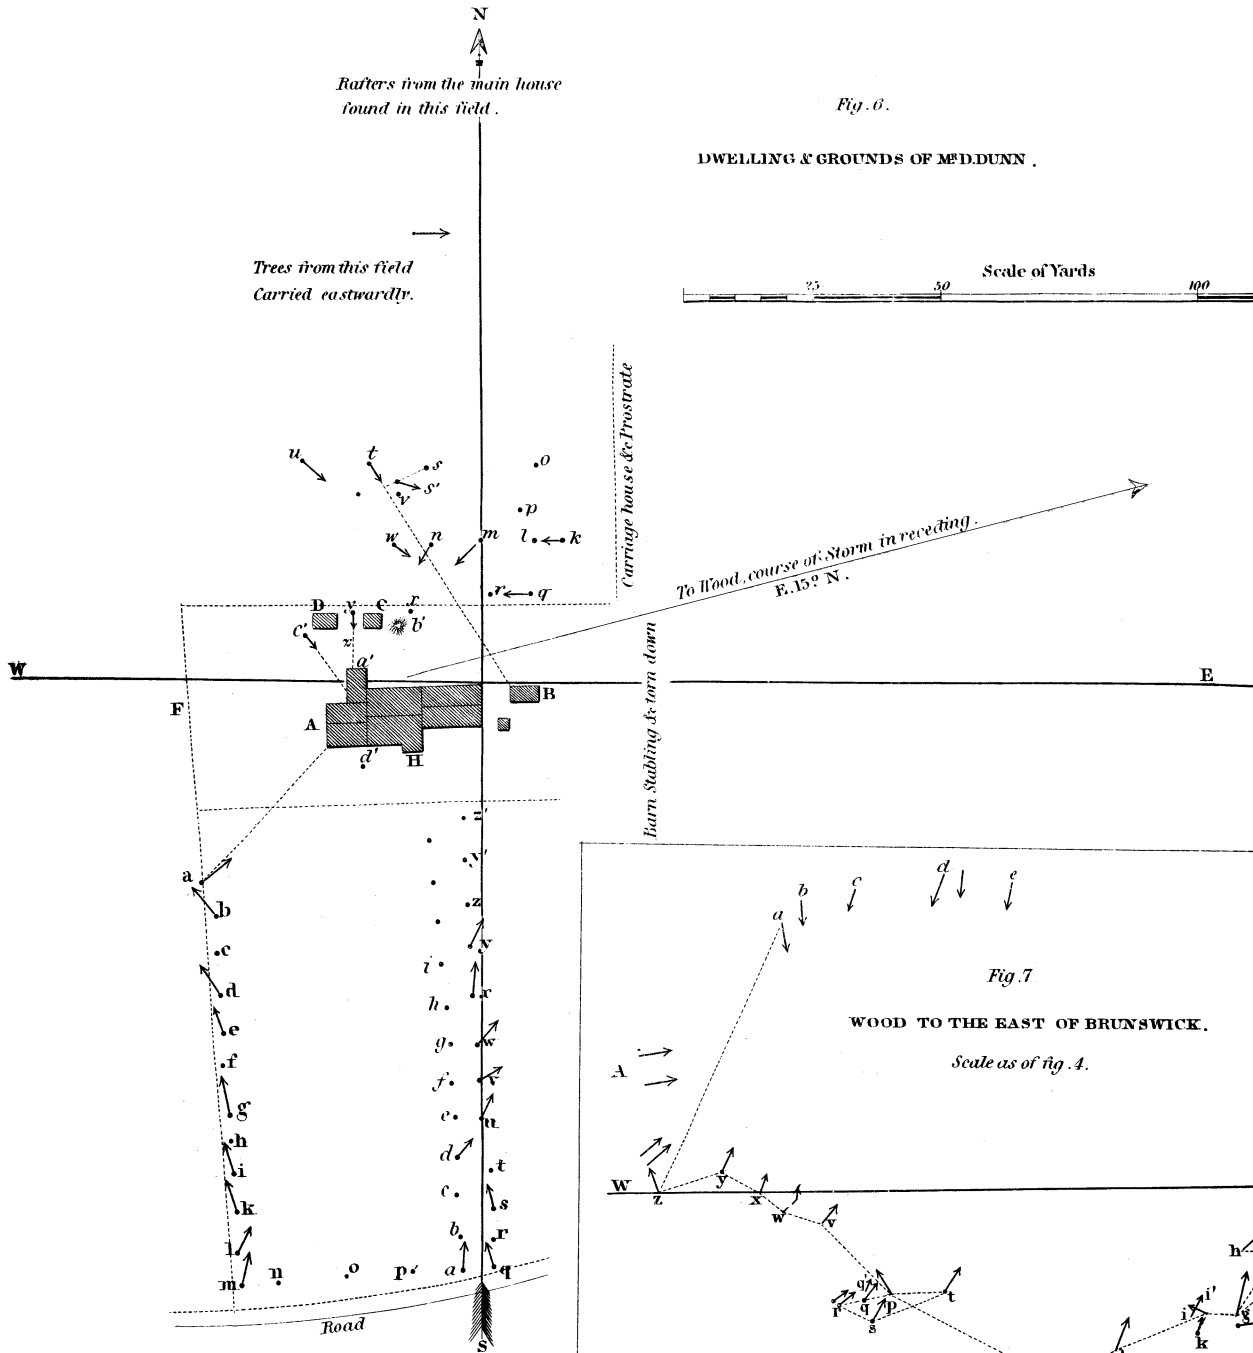 N
Rafters from the main house
found in this field.
Fig. 6.
DWELLING & GROUNDS OF Mr D. DUNN.
Trees from this field
Carried eastwardly.
Scale of Yards
25 50 100
Carriage house &c Prostrate
u t s o
s'
v
p
w n m l k
r q
To Wood, course of Storm in receding.
E. 15° N.
D y C x
c' b'
z
a'
W E
F
A B
d' H
Barn Stabling &c torn down
z'
y'
a
b z
c y
i
d h x
e g w
f f v
g e u
h d
i t
k c s
l b r
m n o p' a q
Road
S
a b c d e
Fig. 7
WOOD TO THE EAST OF BRUNSWICK.
Scale as of fig. 4.
A
W
z y x w v
h
q'
r q p t
s
i i' g
k